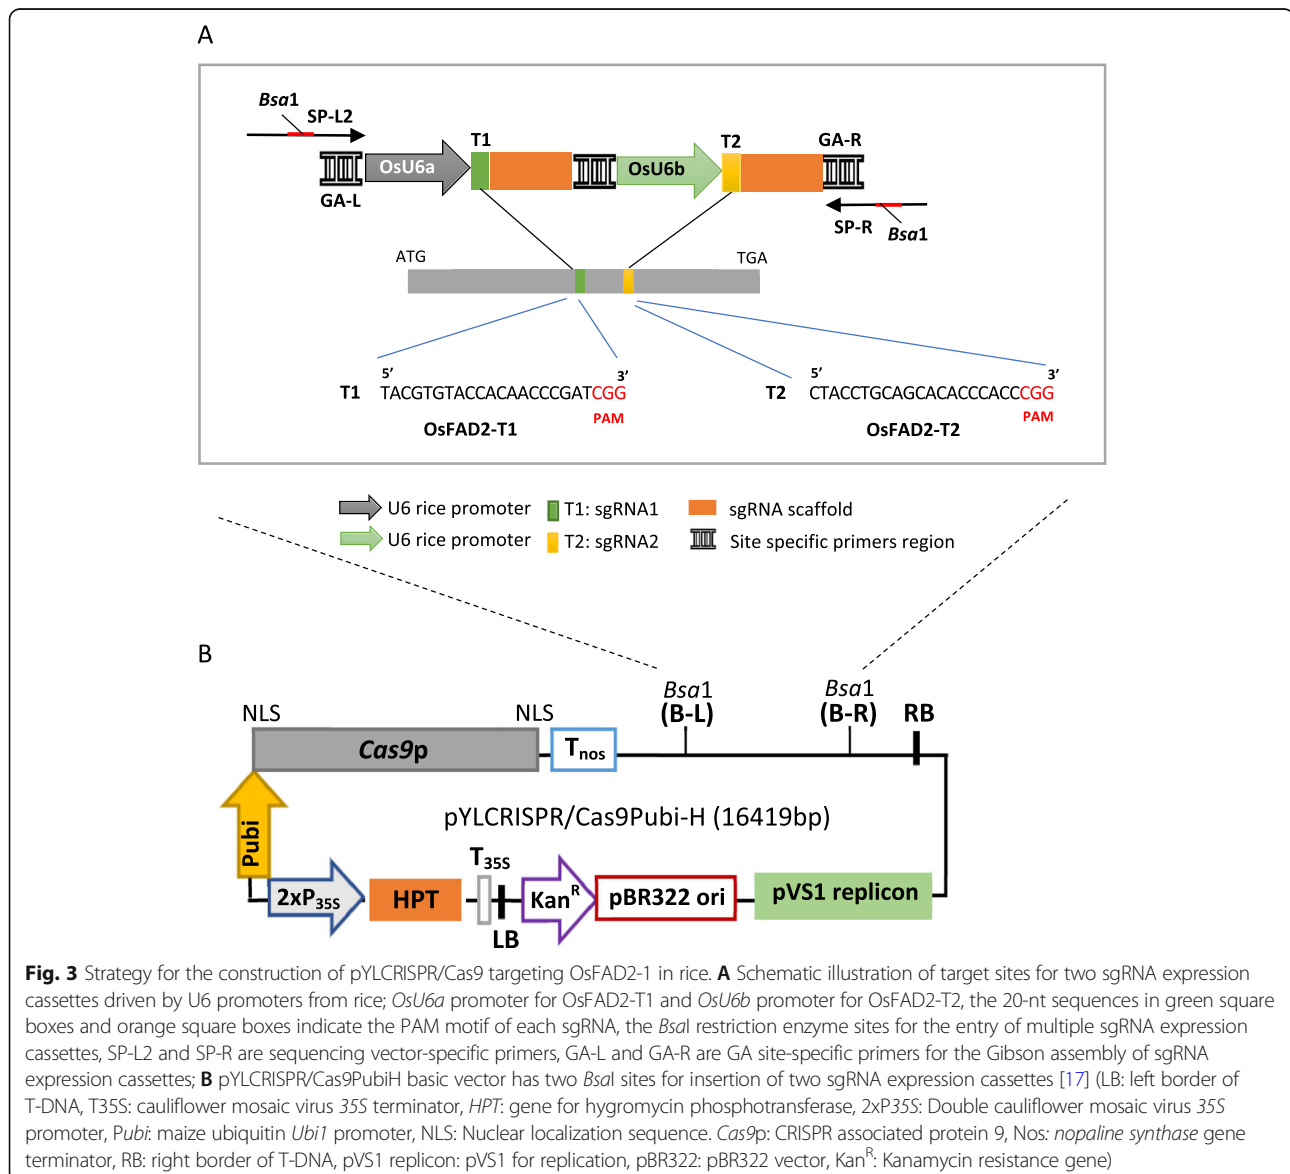 A
Bsa1
SP-L2
T1
T2
GA-R
OsU6a
OsU6b
GA-L
SP-R
Bsa1
ATG
TGA
5’
3’
5’
3’
T1 TACGTGTACCACAACCCGATCGG
T2 CTACCTGCAGCACACCCACCCGG
PAM
PAM
OsFAD2-T1
OsFAD2-T2
U6 rice promoter
T1: sgRNA1
sgRNA scaffold
U6 rice promoter
T2: sgRNA2
Site specific primers region
B
Bsa1
(B-L)
Bsa1
(B-R)
RB
NLS
NLS
Cas9p
Tnos
Pubi
pYLCRISPR/Cas9Pubi-H (16419bp)
T35S
2xP35S
HPT
LB
KanR
pBR322 ori
pVS1 replicon
Fig. 3 Strategy for the construction of pYLCRISPR/Cas9 targeting OsFAD2-1 in rice. A Schematic illustration of target sites for two sgRNA expression
cassettes driven by U6 promoters from rice; OsU6a promoter for OsFAD2-T1 and OsU6b promoter for OsFAD2-T2, the 20-nt sequences in green square
boxes and orange square boxes indicate the PAM motif of each sgRNA, the BsaI restriction enzyme sites for the entry of multiple sgRNA expression
cassettes, SP-L2 and SP-R are sequencing vector-specific primers, GA-L and GA-R are GA site-specific primers for the Gibson assembly of sgRNA
expression cassettes; B pYLCRISPR/Cas9PubiH basic vector has two BsaI sites for insertion of two sgRNA expression cassettes [17] (LB: left border of
T-DNA, T35S: cauliflower mosaic virus 35S terminator, HPT: gene for hygromycin phosphotransferase, 2xP35S: Double cauliflower mosaic virus 35S
promoter, Pubi: maize ubiquitin Ubi1 promoter, NLS: Nuclear localization sequence. Cas9p: CRISPR associated protein 9, Nos: nopaline synthase gene
terminator, RB: right border of T-DNA, pVS1 replicon: pVS1 for replication, pBR322: pBR322 vector, KanR: Kanamycin resistance gene)